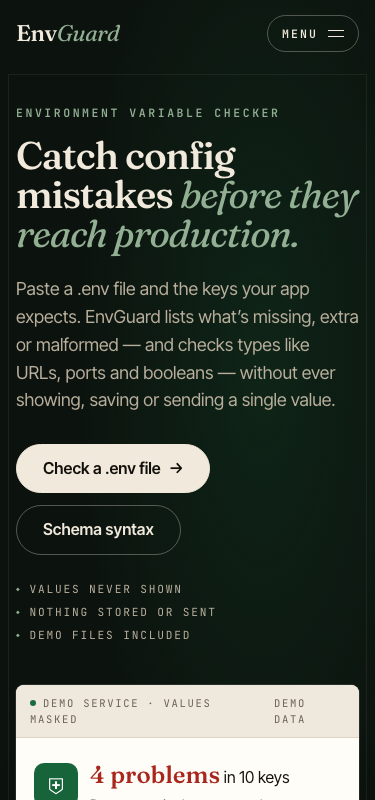 EnvGuard
MENU
ENVIRONMENT VARIABLE CHECKER
Catch config
mistakes before they
reach production.
Paste a .env file and the keys your app
expects. EnvGuard lists what’s missing, extra
or malformed — and checks types like
URLs, ports and booleans — without ever
showing, saving or sending a single value.
Check a .env file →
Schema syntax
VALUES NEVER SHOWN
NOTHING STORED OR SENT
DEMO FILES INCLUDED
DEMO SERVICE · VALUES
MASKED
DEMO
DATA
4 problems in 10 keys